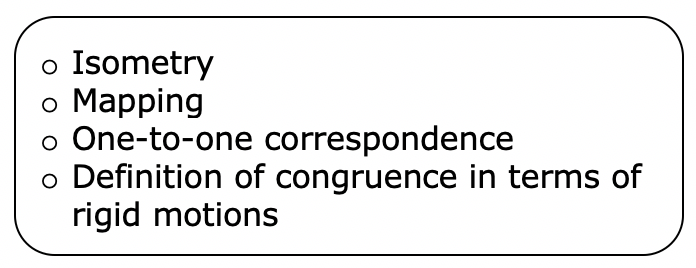 ○ Isometry
○ Mapping
○ One-to-one correspondence
○ Definition of congruence in terms of
rigid motions